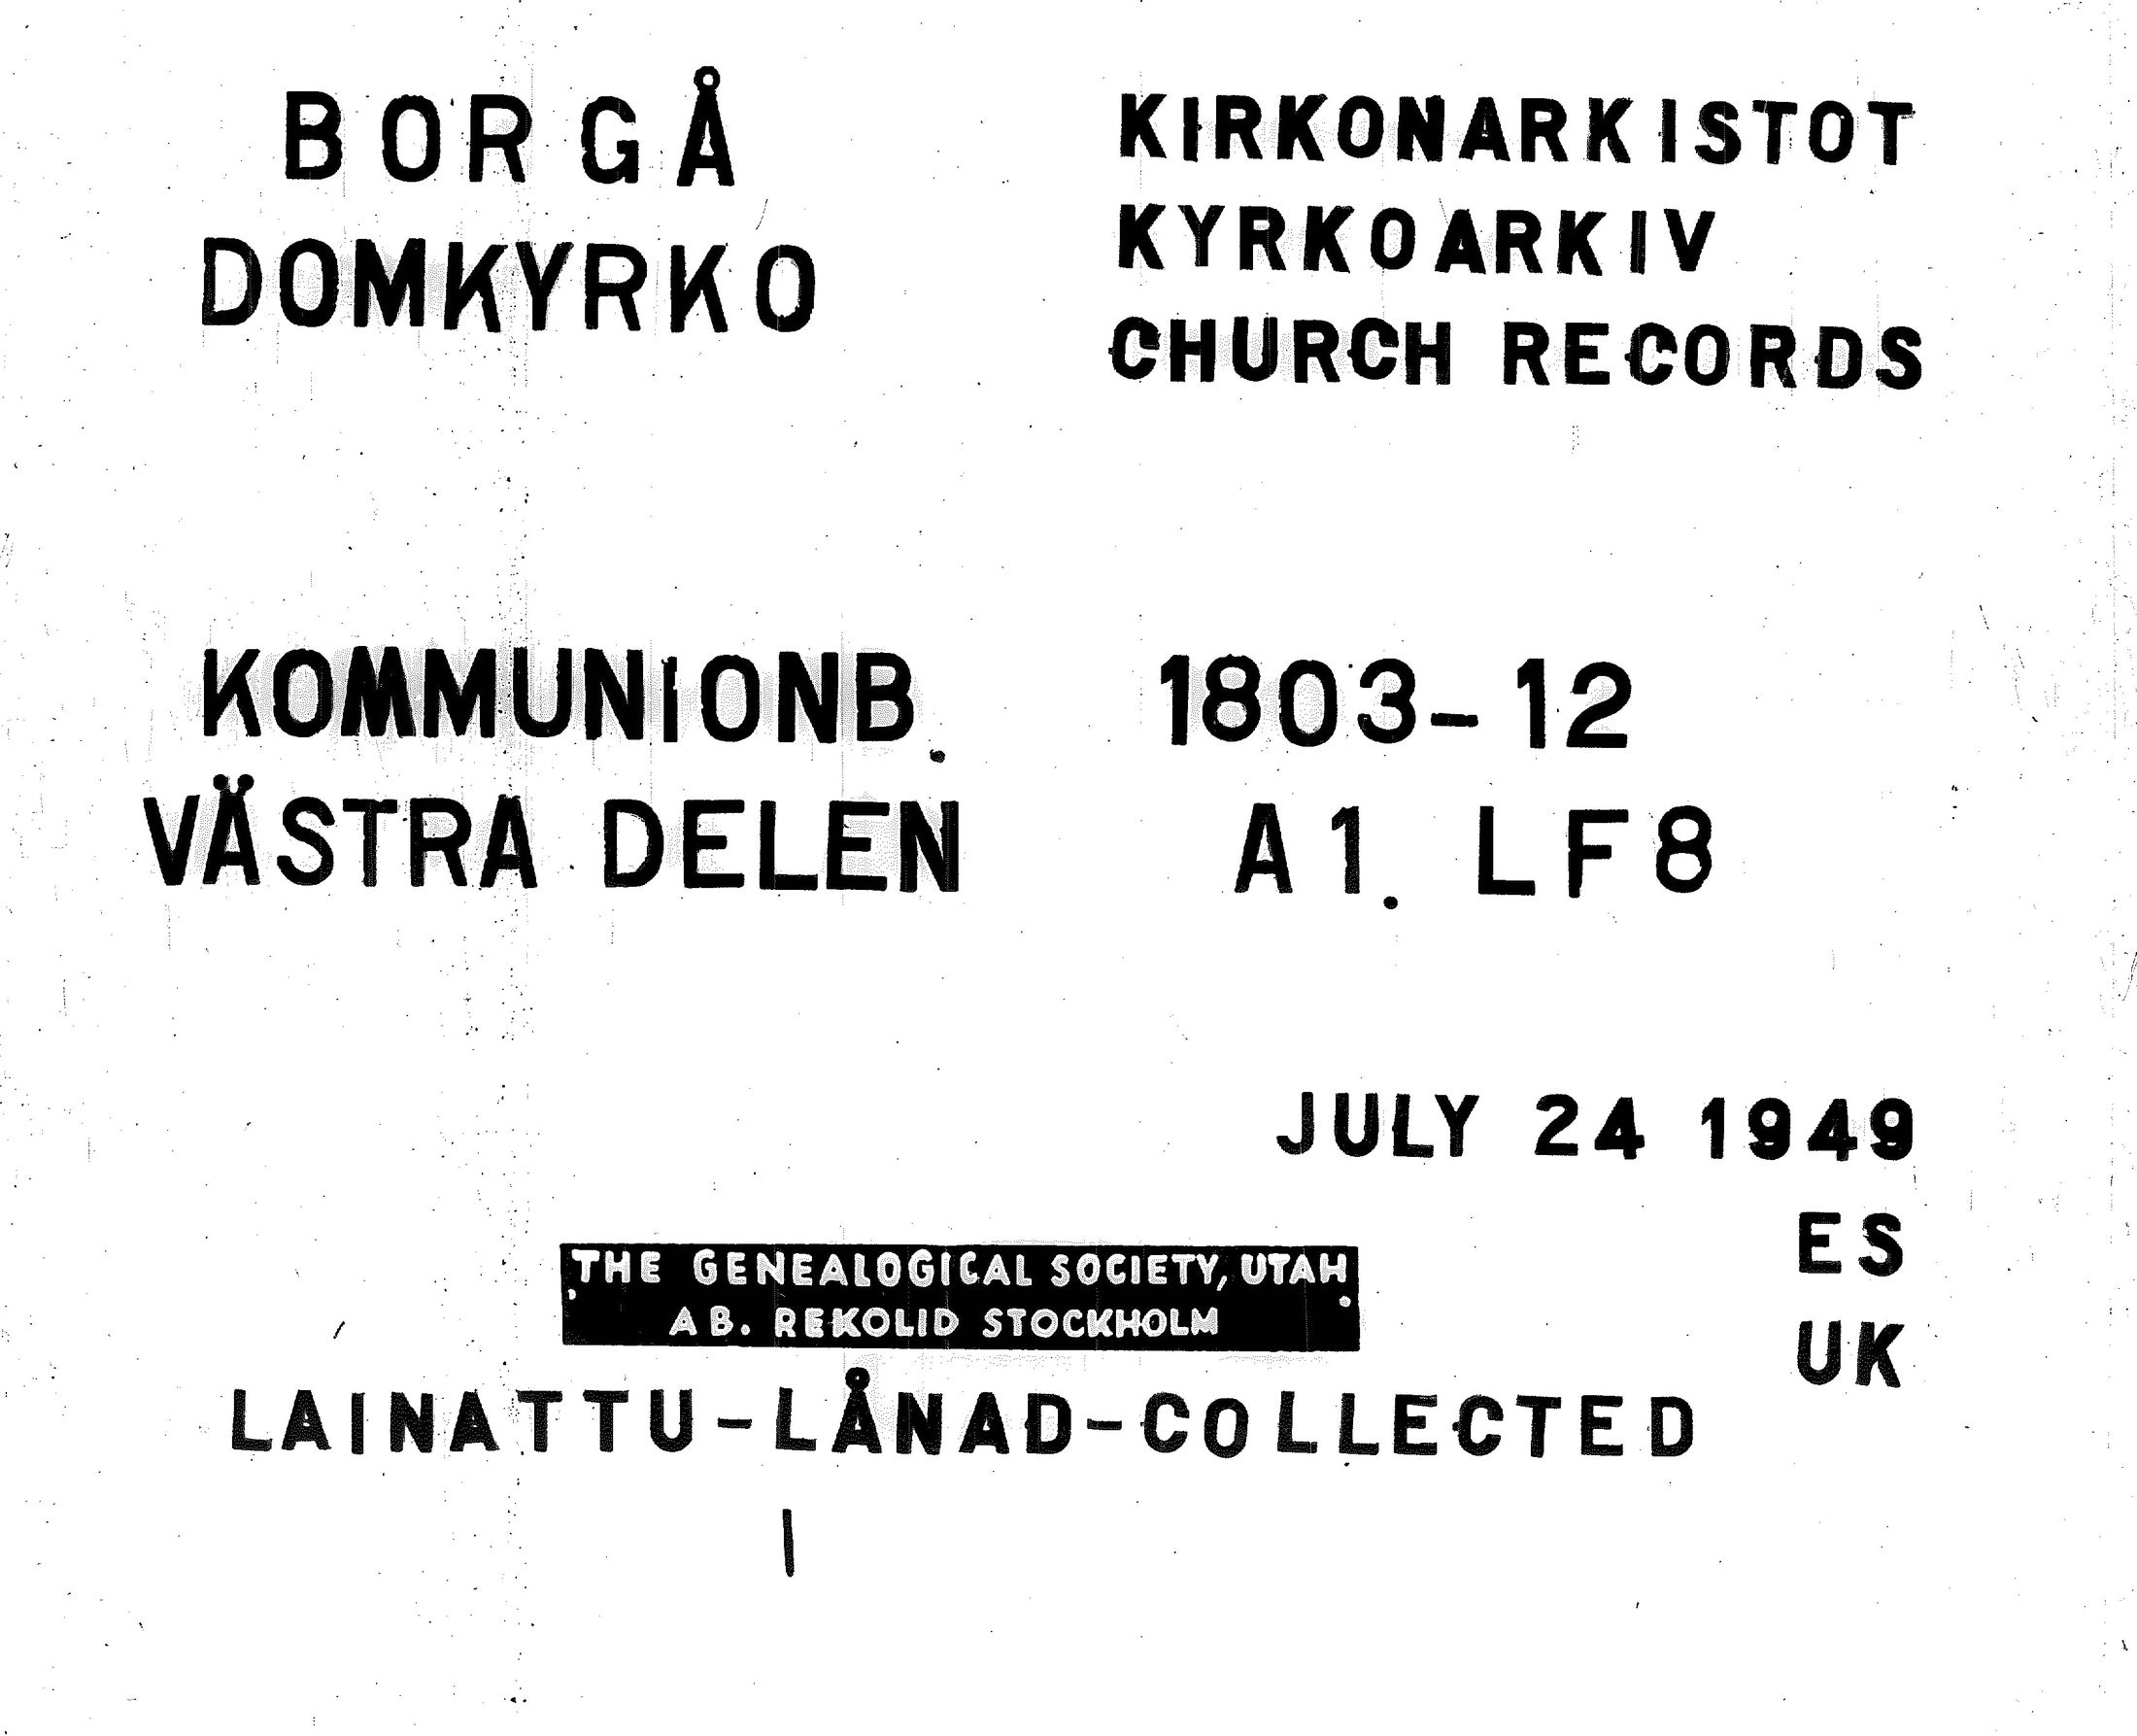 BORGÅ
DOMKYRKO
KIRKONARKISTOT
KYRKOARKIV
CHURCH RECORDS
KOMMUNIONB. 1803-12
VÄSTRA DELEN A1. LF8
JULY 24 1949
ES
UK
THE GENEALOGICAL SOCIETY, UTAH
AB. REKOLID STOCKHOLM
LAINATTU-LÅNAD-COLLECTED